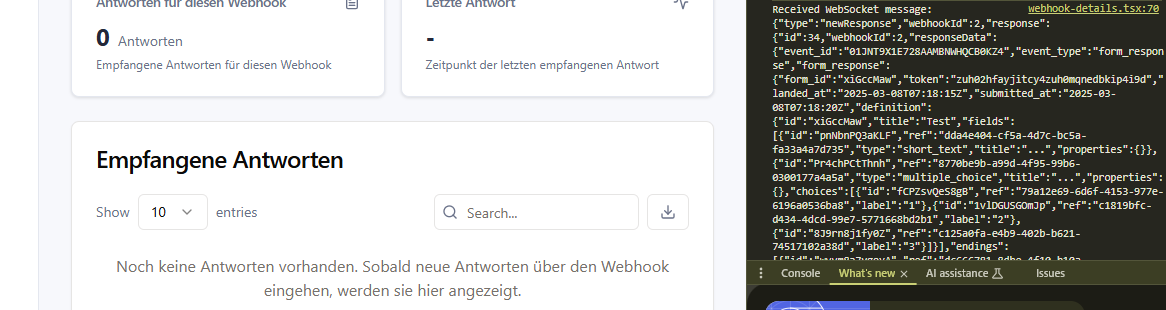 Antworten für diesen Webhook
0 Antworten
Empfangene Antworten für diesen Webhook
Letzte Antwort
-
Zeitpunkt der letzten empfangenen Antwort
Empfangene Antworten
Show 10 entries
Search...
Noch keine Antworten vorhanden. Sobald neue Antworten über den Webhook
eingehen, werden sie hier angezeigt.
Received WebSocket message: webhook-details.tsx:70
{"type":"newResponse","webhookId":2,"response":
{"id":34,"webhookId":2,"responseData":
{"event_id":"01JNT9X1E728AAMBNWHQCB0KZ4","event_type":"form_respon
se","form_response":
{"form_id":"xiGccMaw","token":"zuh02hfayjitcy4zuh0mqnedbkip4i9d","
landed_at":"2025-03-08T07:18:15Z","submitted_at":"2025-03-
08T07:18:20Z","definition":
{"id":"xiGccMaw","title":"Test","fields":
[{"id":"pnNbnPQ3aKLF","ref":"dda4e404-cf5a-4d7c-bc5a-
fa33a4a7d735","type":"short_text","title":"...","properties":{}},
{"id":"Pr4chPCtThnh","ref":"8770be9b-a99d-4f95-99b6-
0300177a4a5a","type":"multiple_choice","title":"...","properties":
{},"choices":[{"id":"fCPZsvQeS8gB","ref":"79a12e69-6d6f-4153-977e-
6196a0536ba8","label":"1"},{"id":"1vlDGUSGOmJp","ref":"c1819bfc-
d434-4dcd-99e7-5771668bd2b1","label":"2"},
{"id":"8J9rn8j1fy0Z","ref":"c125a0fa-e4b9-402b-b621-
74517102a38d","label":"3"}]}],"endings":
Console What's new AI assistance Issues